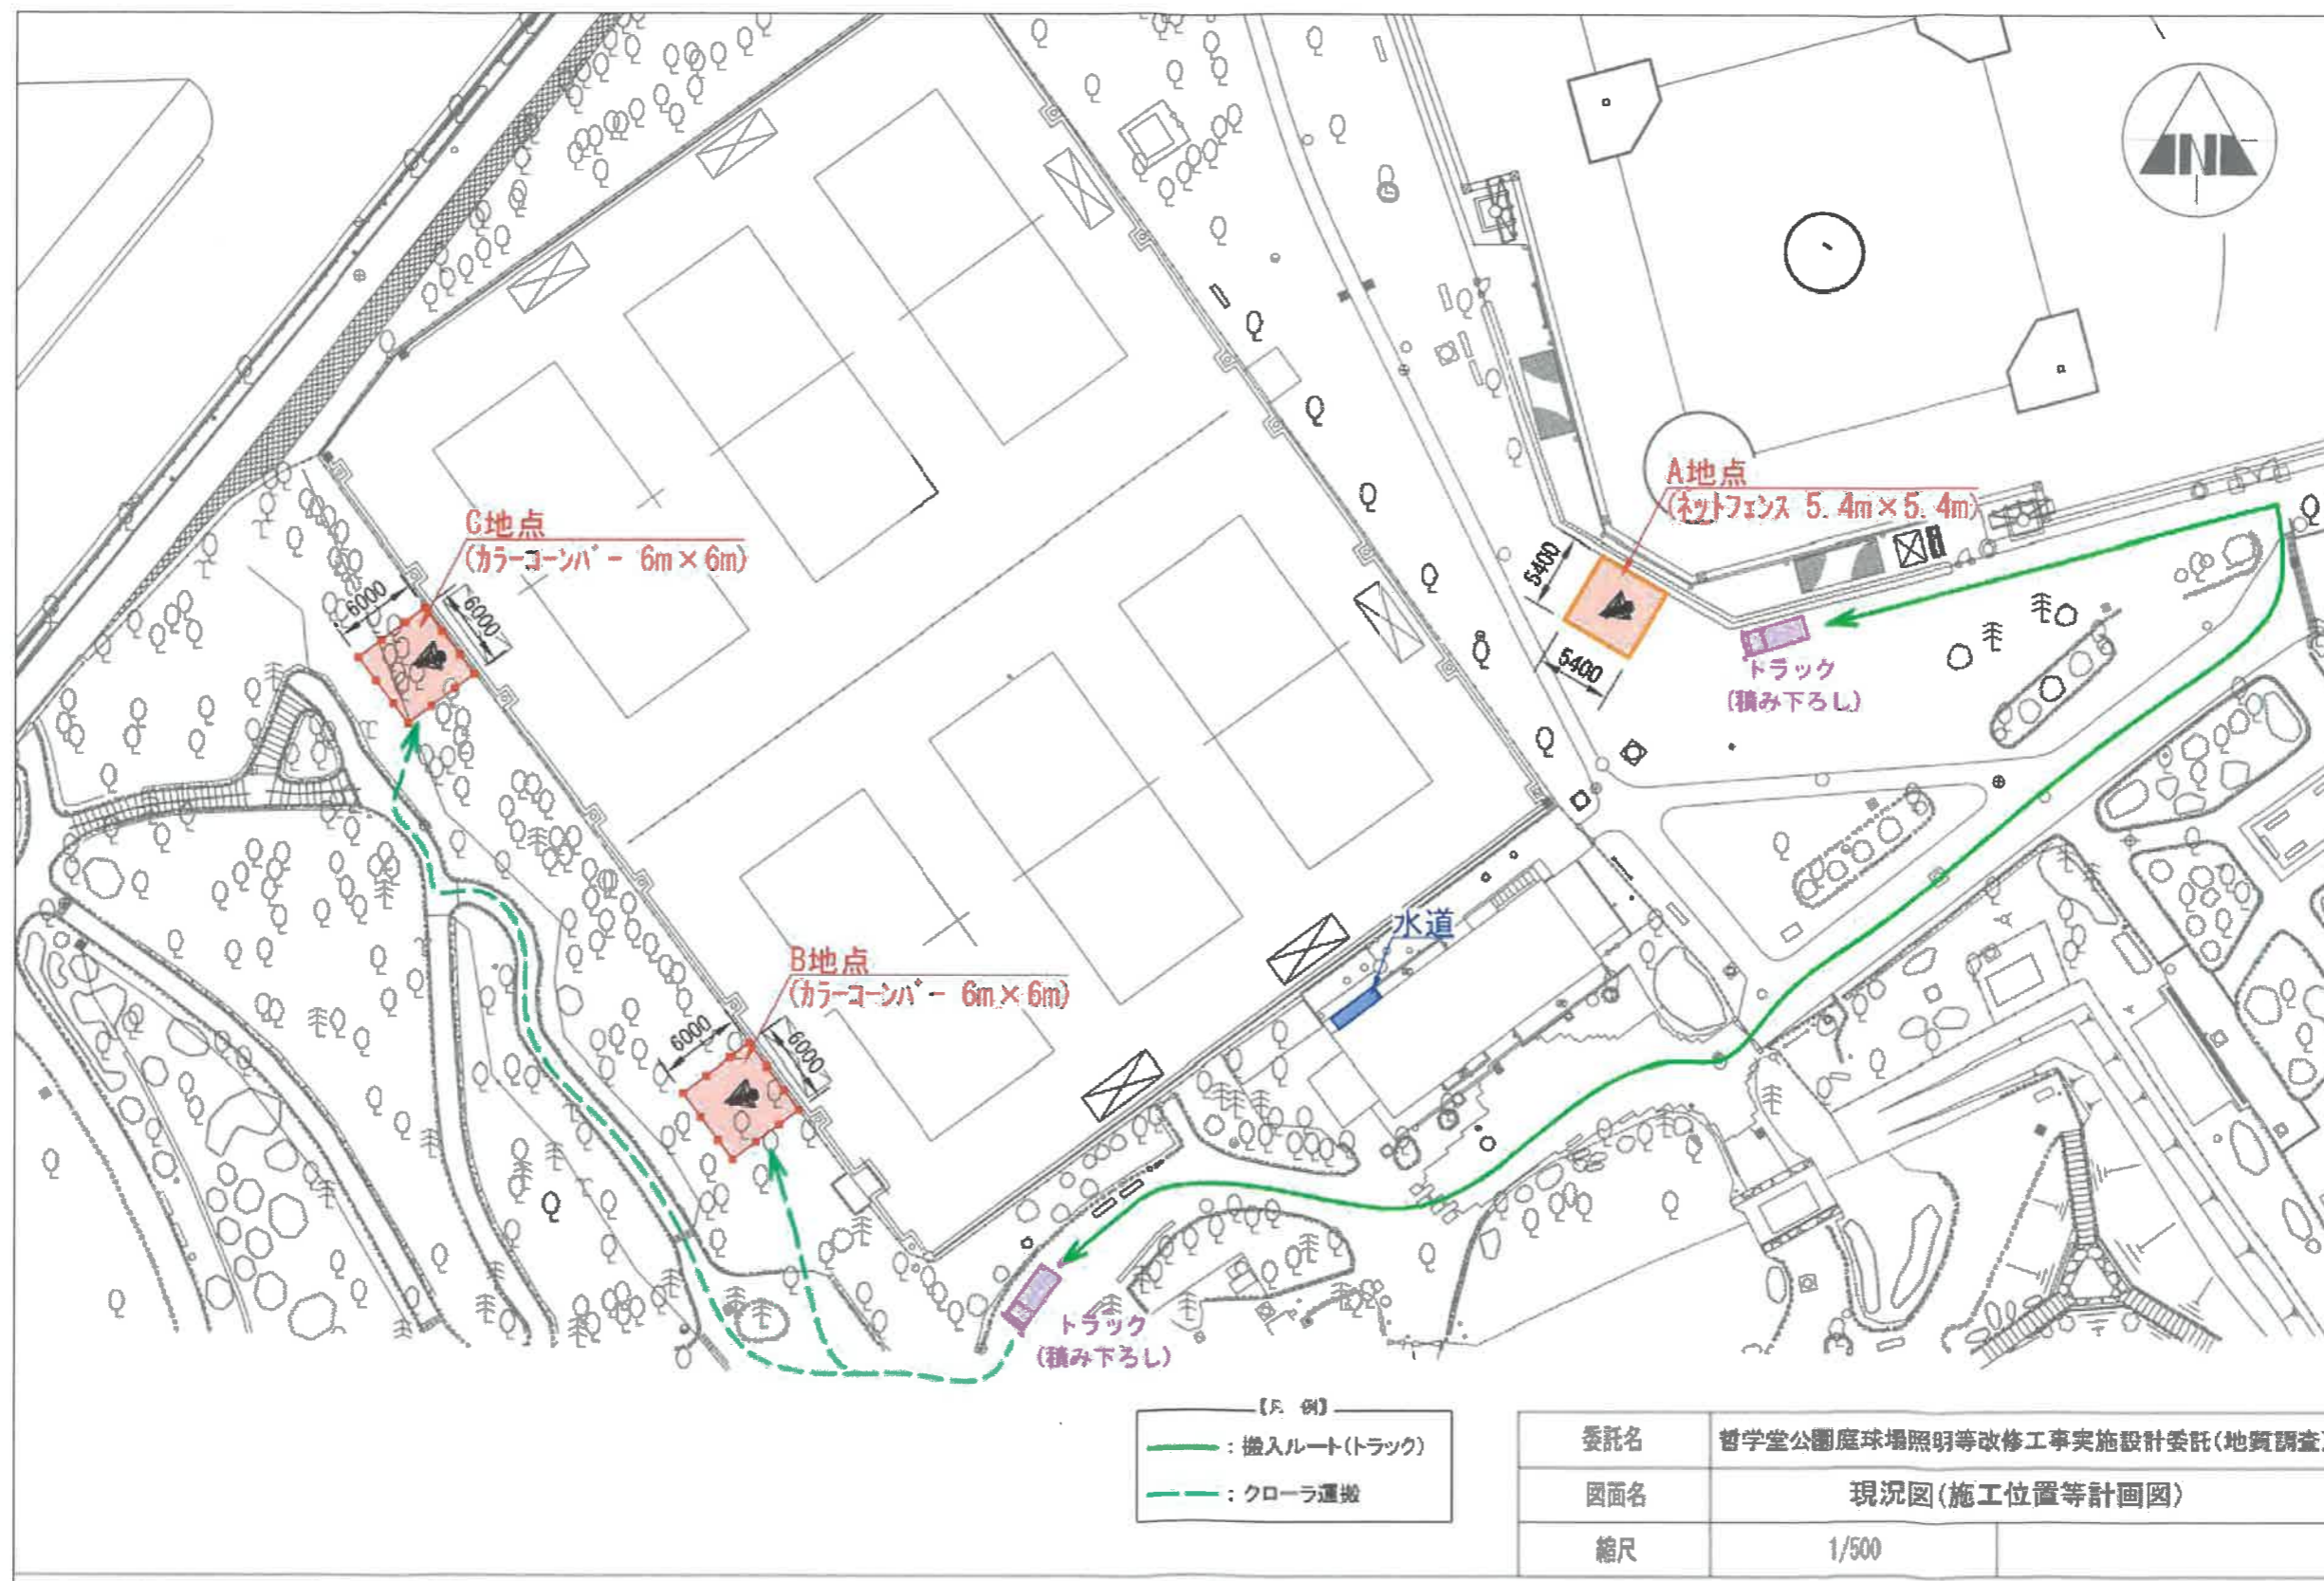 N
A地点
(ネットフェンス 5.4m×5.4m)
5400
5400
トラック
(積み下ろし)
C地点
(カラーコーンバー 6m×6m)
6000
6000
水道
B地点
(カラーコーンバー 6m×6m)
6000
6000
トラック
(積み下ろし)
【凡 例】
：搬入ルート(トラック)
：クローラ運搬
委託名 哲学堂公園庭球場照明等改修工事実施設計委託(地質調査)
図面名 現況図(施工位置等計画図)
縮尺 1/500